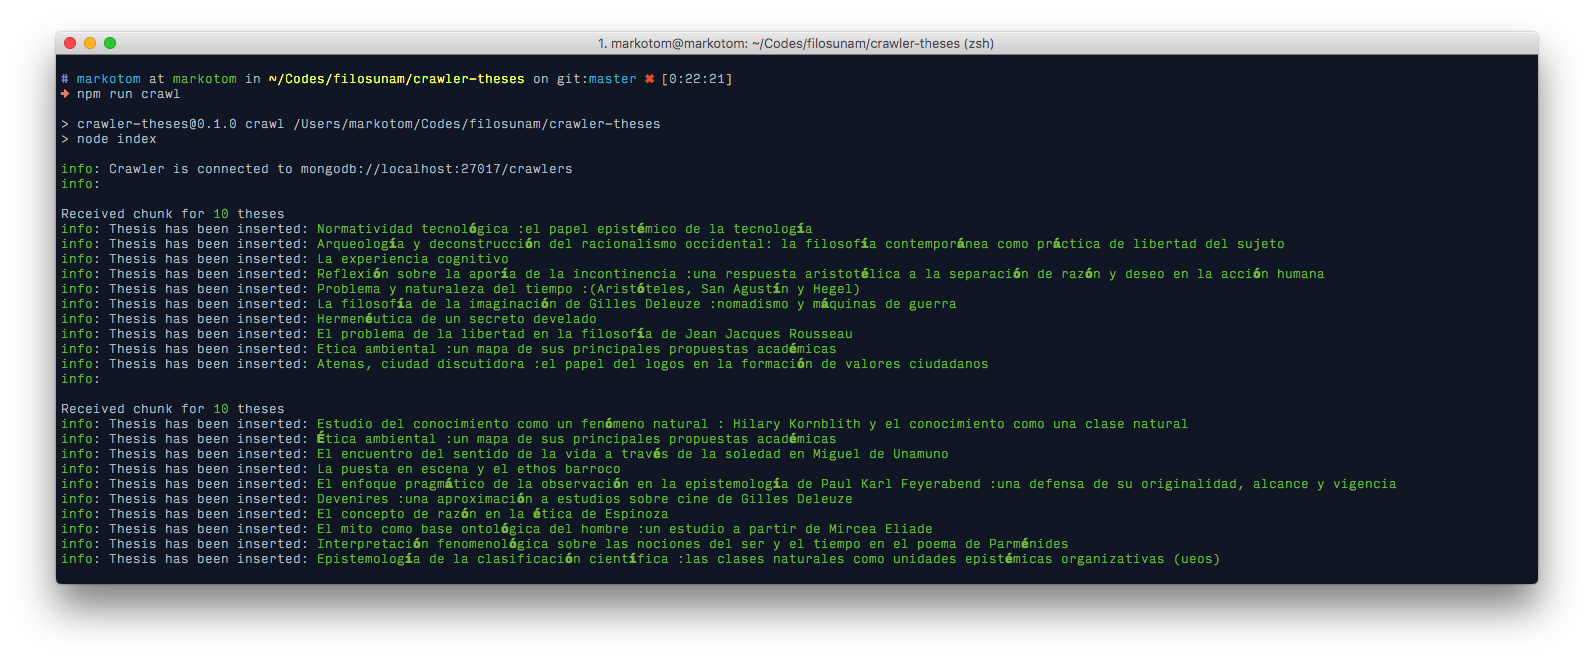 1. markotom@markotom: ~/Codes/filosunam/crawler-theses (zsh)
# markotom at markotom in ~/Codes/filosunam/crawler-theses on git:master ✖ [0:22:21]
➜ npm run crawl
> crawler-theses@0.1.0 crawl /Users/markotom/Codes/filosunam/crawler-theses
> node index
info: Crawler is connected to mongodb://localhost:27017/crawlers
info:
Received chunk for 10 theses
info: Thesis has been inserted: Normatividad tecnológica :el papel epistémico de la tecnología
info: Thesis has been inserted: Arqueología y deconstrucción del racionalismo occidental: la filosofía contemporánea como práctica de libertad del sujeto
info: Thesis has been inserted: La experiencia cognitivo
info: Thesis has been inserted: Reflexión sobre la aporía de la incontinencia :una respuesta aristotélica a la separación de razón y deseo en la acción humana
info: Thesis has been inserted: Problema y naturaleza del tiempo :(Aristóteles, San Agustín y Hegel)
info: Thesis has been inserted: La filosofía de la imaginación de Gilles Deleuze :nomadismo y máquinas de guerra
info: Thesis has been inserted: Hermenéutica de un secreto develado
info: Thesis has been inserted: El problema de la libertad en la filosofía de Jean Jacques Rousseau
info: Thesis has been inserted: Etica ambiental :un mapa de sus principales propuestas académicas
info: Thesis has been inserted: Atenas, ciudad discutidora :el papel del logos en la formación de valores ciudadanos
info:
Received chunk for 10 theses
info: Thesis has been inserted: Estudio del conocimiento como un fenómeno natural : Hilary Kornblith y el conocimiento como una clase natural
info: Thesis has been inserted: Ética ambiental :un mapa de sus principales propuestas académicas
info: Thesis has been inserted: El encuentro del sentido de la vida a través de la soledad en Miguel de Unamuno
info: Thesis has been inserted: La puesta en escena y el ethos barroco
info: Thesis has been inserted: El enfoque pragmático de la observación en la epistemología de Paul Karl Feyerabend :una defensa de su originalidad, alcance y vigencia
info: Thesis has been inserted: Devenires :una aproximación a estudios sobre cine de Gilles Deleuze
info: Thesis has been inserted: El concepto de razón en la ética de Espinoza
info: Thesis has been inserted: El mito como base ontológica del hombre :un estudio a partir de Mircea Eliade
info: Thesis has been inserted: Interpretación fenomenológica sobre las nociones del ser y el tiempo en el poema de Parménides
info: Thesis has been inserted: Epistemología de la clasificación científica :las clases naturales como unidades epistémicas organizativas (ueos)